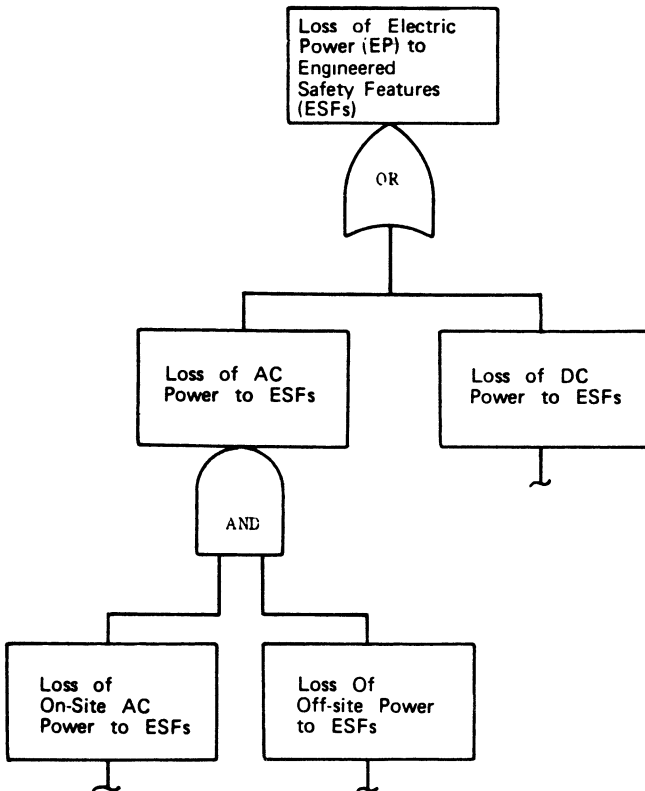 Loss of Electric
Power (EP) to
Engineered
Safety Features
(ESFs)
OR
Loss of AC
Power to ESFs
Loss of DC
Power to ESFs
AND
Loss of
On-Site AC
Power to ESFs
Loss Of
Off-site Power
to ESFs